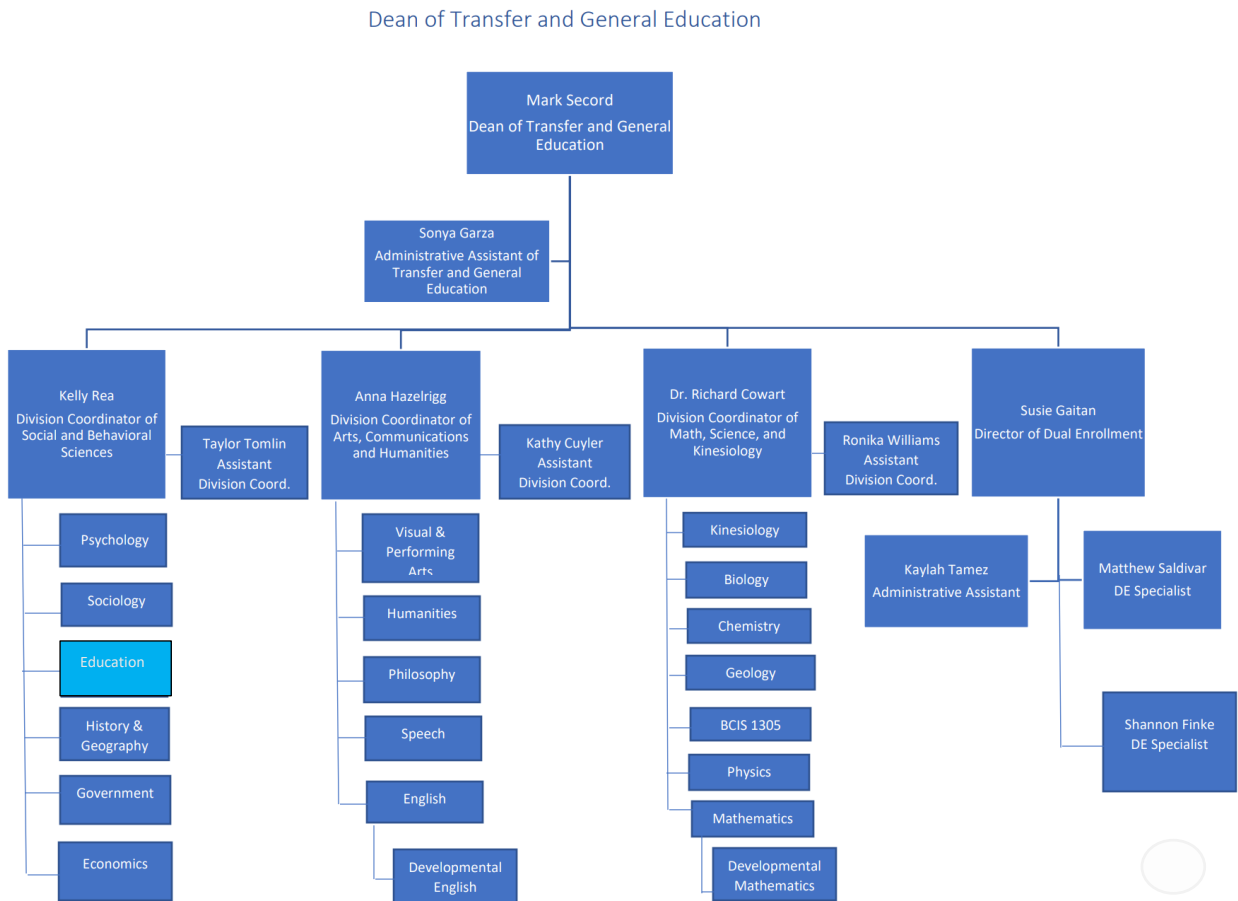 Dean of Transfer and General Education
Mark Secord
Dean of Transfer and General
Education
Sonya Garza
Administrative Assistant of
Transfer and General
Education
Kelly Rea
Division Coordinator of
Social and Behavioral
Sciences
Taylor Tomlin
Assistant
Division Coord.
Psychology
Sociology
Education
History &
Geography
Government
Economics
Anna Hazelrigg
Division Coordinator of
Arts, Communications
and Humanities
Kathy Cuyler
Assistant
Division Coord.
Visual &
Performing
Arts
Humanities
Philosophy
Speech
English
Developmental
English
Dr. Richard Cowart
Division Coordinator of
Math, Science, and
Kinesiology
Ronika Williams
Assistant
Division Coord.
Kinesiology
Biology
Chemistry
Geology
BCIS 1305
Physics
Mathematics
Developmental
Mathematics
Susie Gaitan
Director of Dual Enrollment
Kaylah Tamez
Administrative Assistant
Matthew Saldivar
DE Specialist
Shannon Finke
DE Specialist